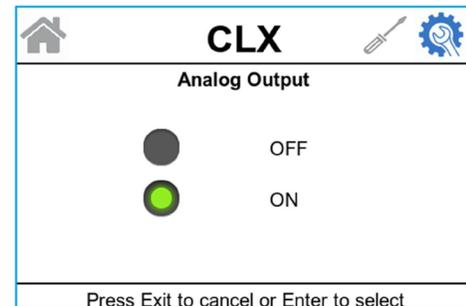 CLX
Analog Output
OFF
ON
Press Exit to cancel or Enter to select